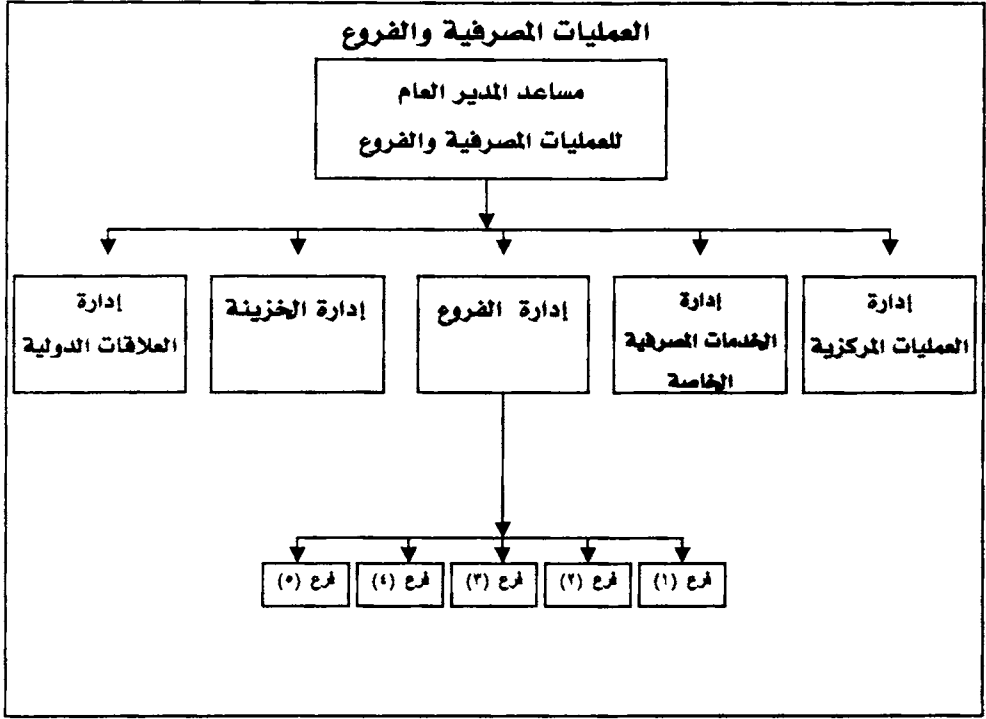 العمليات المصرفية والفروع
مساعد المدير العام
للعمليات المصرفية والفروع
إدارة
العمليات المركزية
إدارة
الخدمات المصرفية
الخاصة
إدارة الفروع
إدارة الخزينة
إدارة
العلاقات الدولية
فرع (١)
فرع (٢)
فرع (٣)
فرع (٤)
فرع (٥)